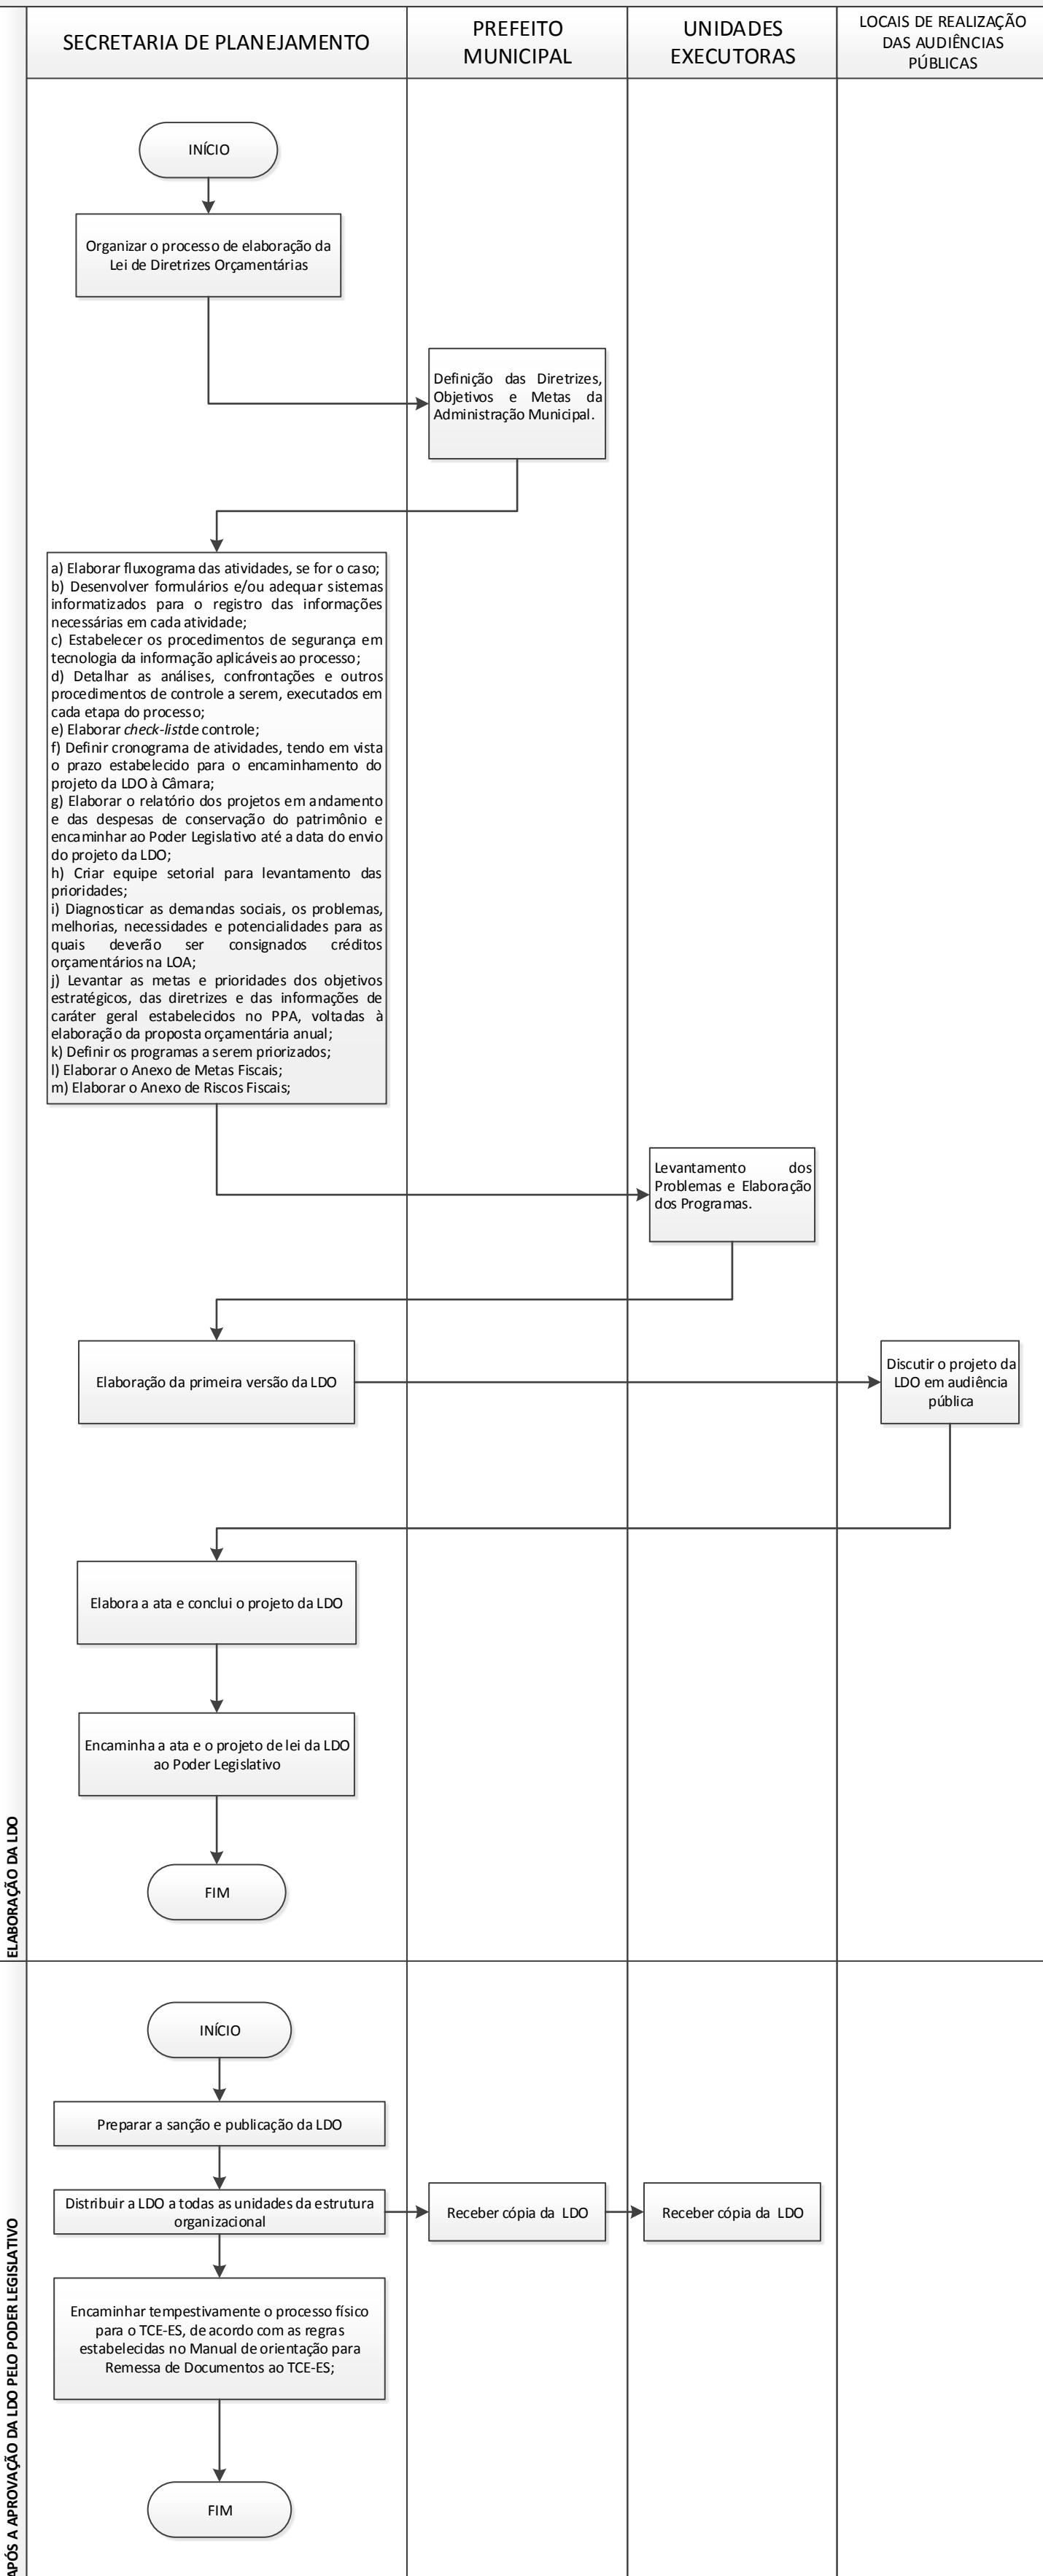 SECRETARIA DE PLANEJAMENTO
PREFEITO
MUNICIPAL
UNIDADES
EXECUTORAS
LOCAIS DE REALIZAÇÃO
DAS AUDIÊNCIAS
PÚBLICAS
ELABORAÇÃO DA LDO
INÍCIO
Organizar o processo de elaboração da
Lei de Diretrizes Orçamentárias
Definição das Diretrizes,
Objetivos e Metas da
Administração Municipal.
a) Elaborar fluxograma das atividades, se for o caso;
b) Desenvolver formulários e/ou adequar sistemas
informatizados para o registro das informações
necessárias em cada atividade;
c) Estabelecer os procedimentos de segurança em
tecnologia da informação aplicáveis ao processo;
d) Detalhar as análises, confrontações e outros
procedimentos de controle a serem, executados em
cada etapa do processo;
e) Elaborar check-listde controle;
f) Definir cronograma de atividades, tendo em vista
o prazo estabelecido para o encaminhamento do
projeto da LDO à Câmara;
g) Elaborar o relatório dos projetos em andamento
e das despesas de conservação do patrimônio e
encaminhar ao Poder Legislativo até a data do envio
do projeto da LDO;
h) Criar equipe setorial para levantamento das
prioridades;
i) Diagnosticar as demandas sociais, os problemas,
melhorias, necessidades e potencialidades para as
quais deverão ser consignados créditos
orçamentários na LOA;
j) Levantar as metas e prioridades dos objetivos
estratégicos, das diretrizes e das informações de
caráter geral estabelecidos no PPA, voltadas à
elaboração da proposta orçamentária anual;
k) Definir os programas a serem priorizados;
l) Elaborar o Anexo de Metas Fiscais;
m) Elaborar o Anexo de Riscos Fiscais;
Levantamento dos
Problemas e Elaboração
dos Programas.
Elaboração da primeira versão da LDO
Discutir o projeto da
LDO em audiência
pública
Elabora a ata e conclui o projeto da LDO
Encaminha a ata e o projeto de lei da LDO
ao Poder Legislativo
FIM
APÓS A APROVAÇÃO DA LDO PELO PODER LEGISLATIVO
INÍCIO
Preparar a sanção e publicação da LDO
Distribuir a LDO a todas as unidades da estrutura
organizacional
Receber cópia da LDO
Receber cópia da LDO
Encaminhar tempestivamente o processo físico
para o TCE-ES, de acordo com as regras
estabelecidas no Manual de orientação para
Remessa de Documentos ao TCE-ES;
FIM